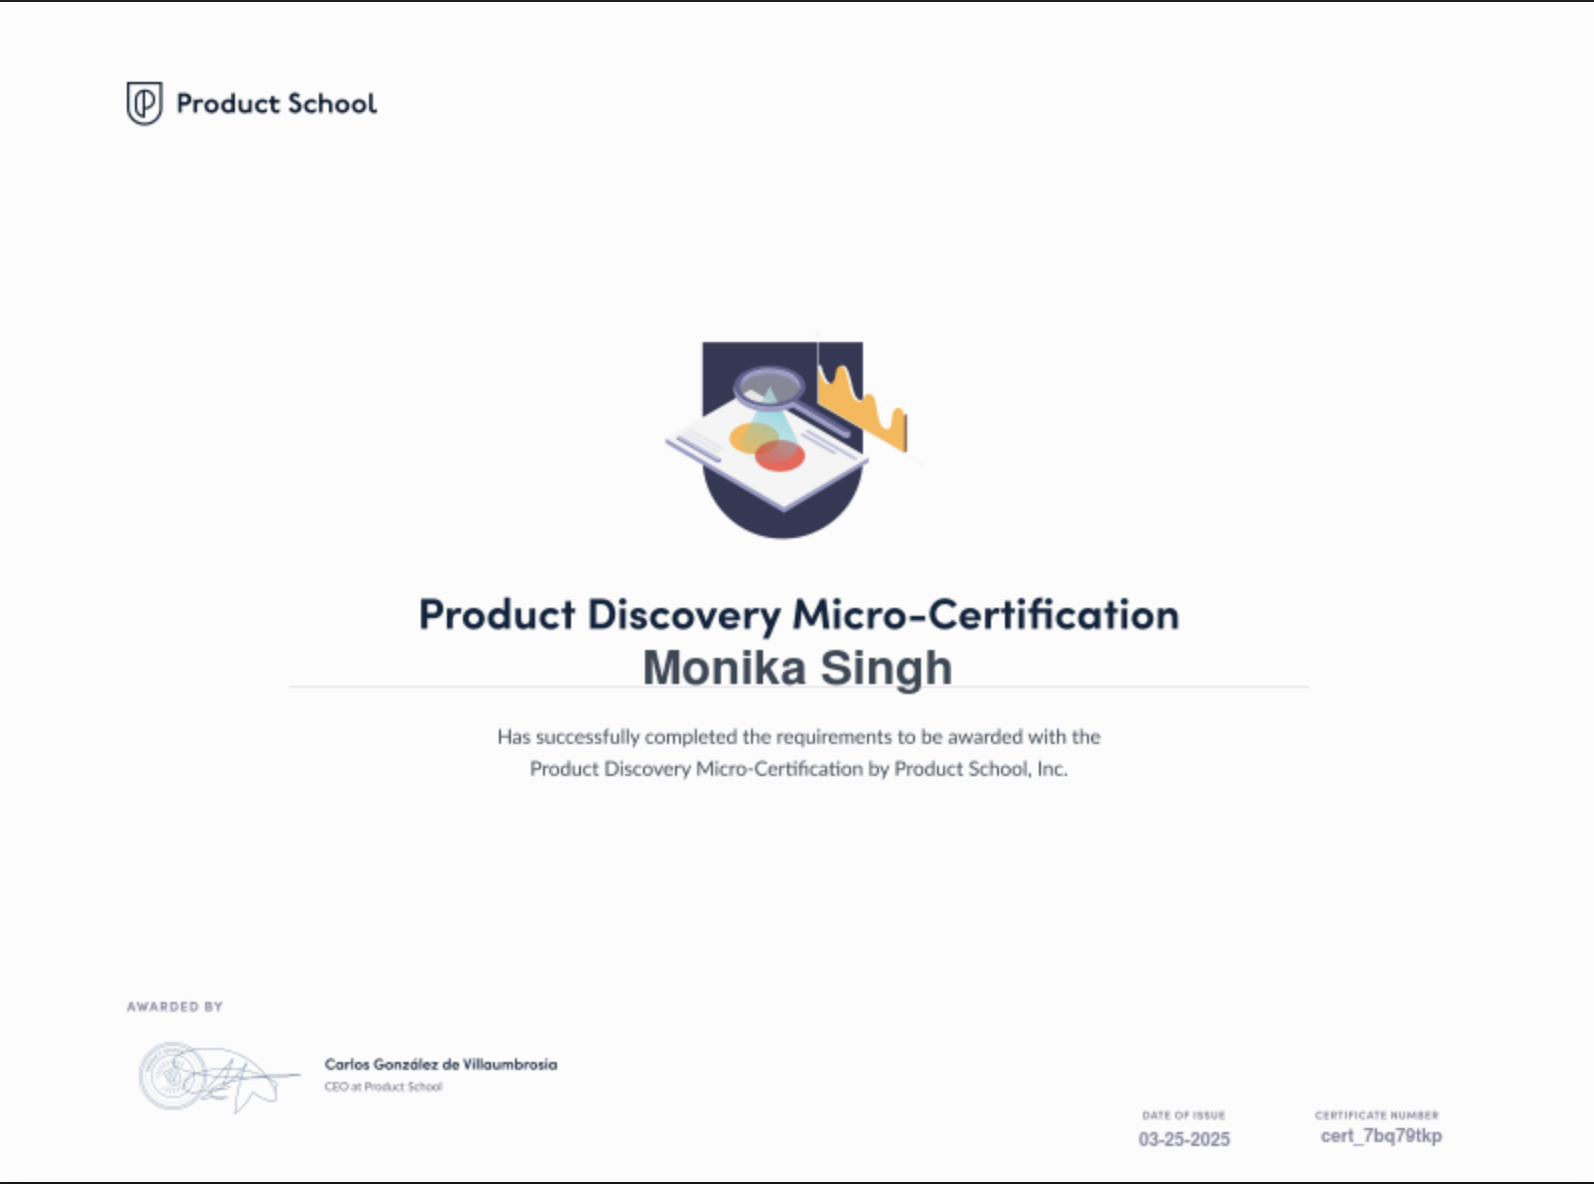 Product School
Product Discovery Micro-Certification
Monika Singh
Has successfully completed the requirements to be awarded with the
Product Discovery Micro-Certification by Product School, Inc.
AWARDED BY
Carlos González de Villaumbrosia
CEO at Product School
DATE OF ISSUE
03-25-2025
CERTIFICATE NUMBER
cert_7bq79tkp